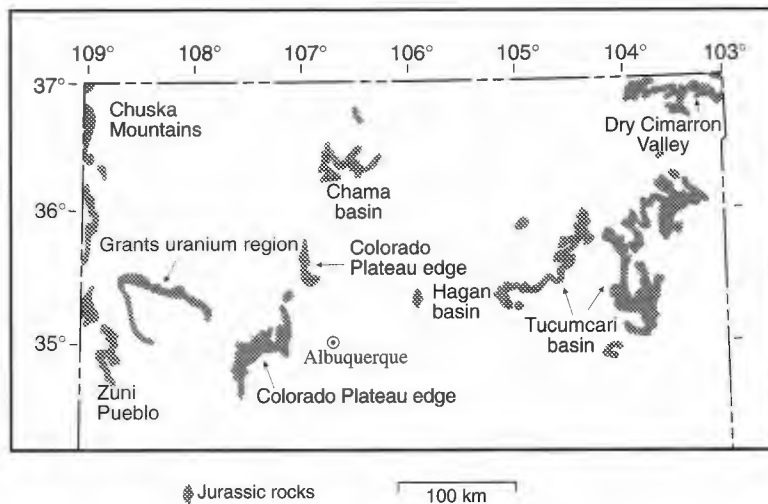 109° 108° 107° 106° 105° 104° 103°
37°
Chuska
Mountains
Dry Cimarron
Valley
Chama
basin
36°
Grants uranium region
Colorado
Plateau edge
Hagan
basin
Tucumcari
basin
35°
Albuquerque
Zuni
Pueblo
Colorado Plateau edge
Jurassic rocks
100 km